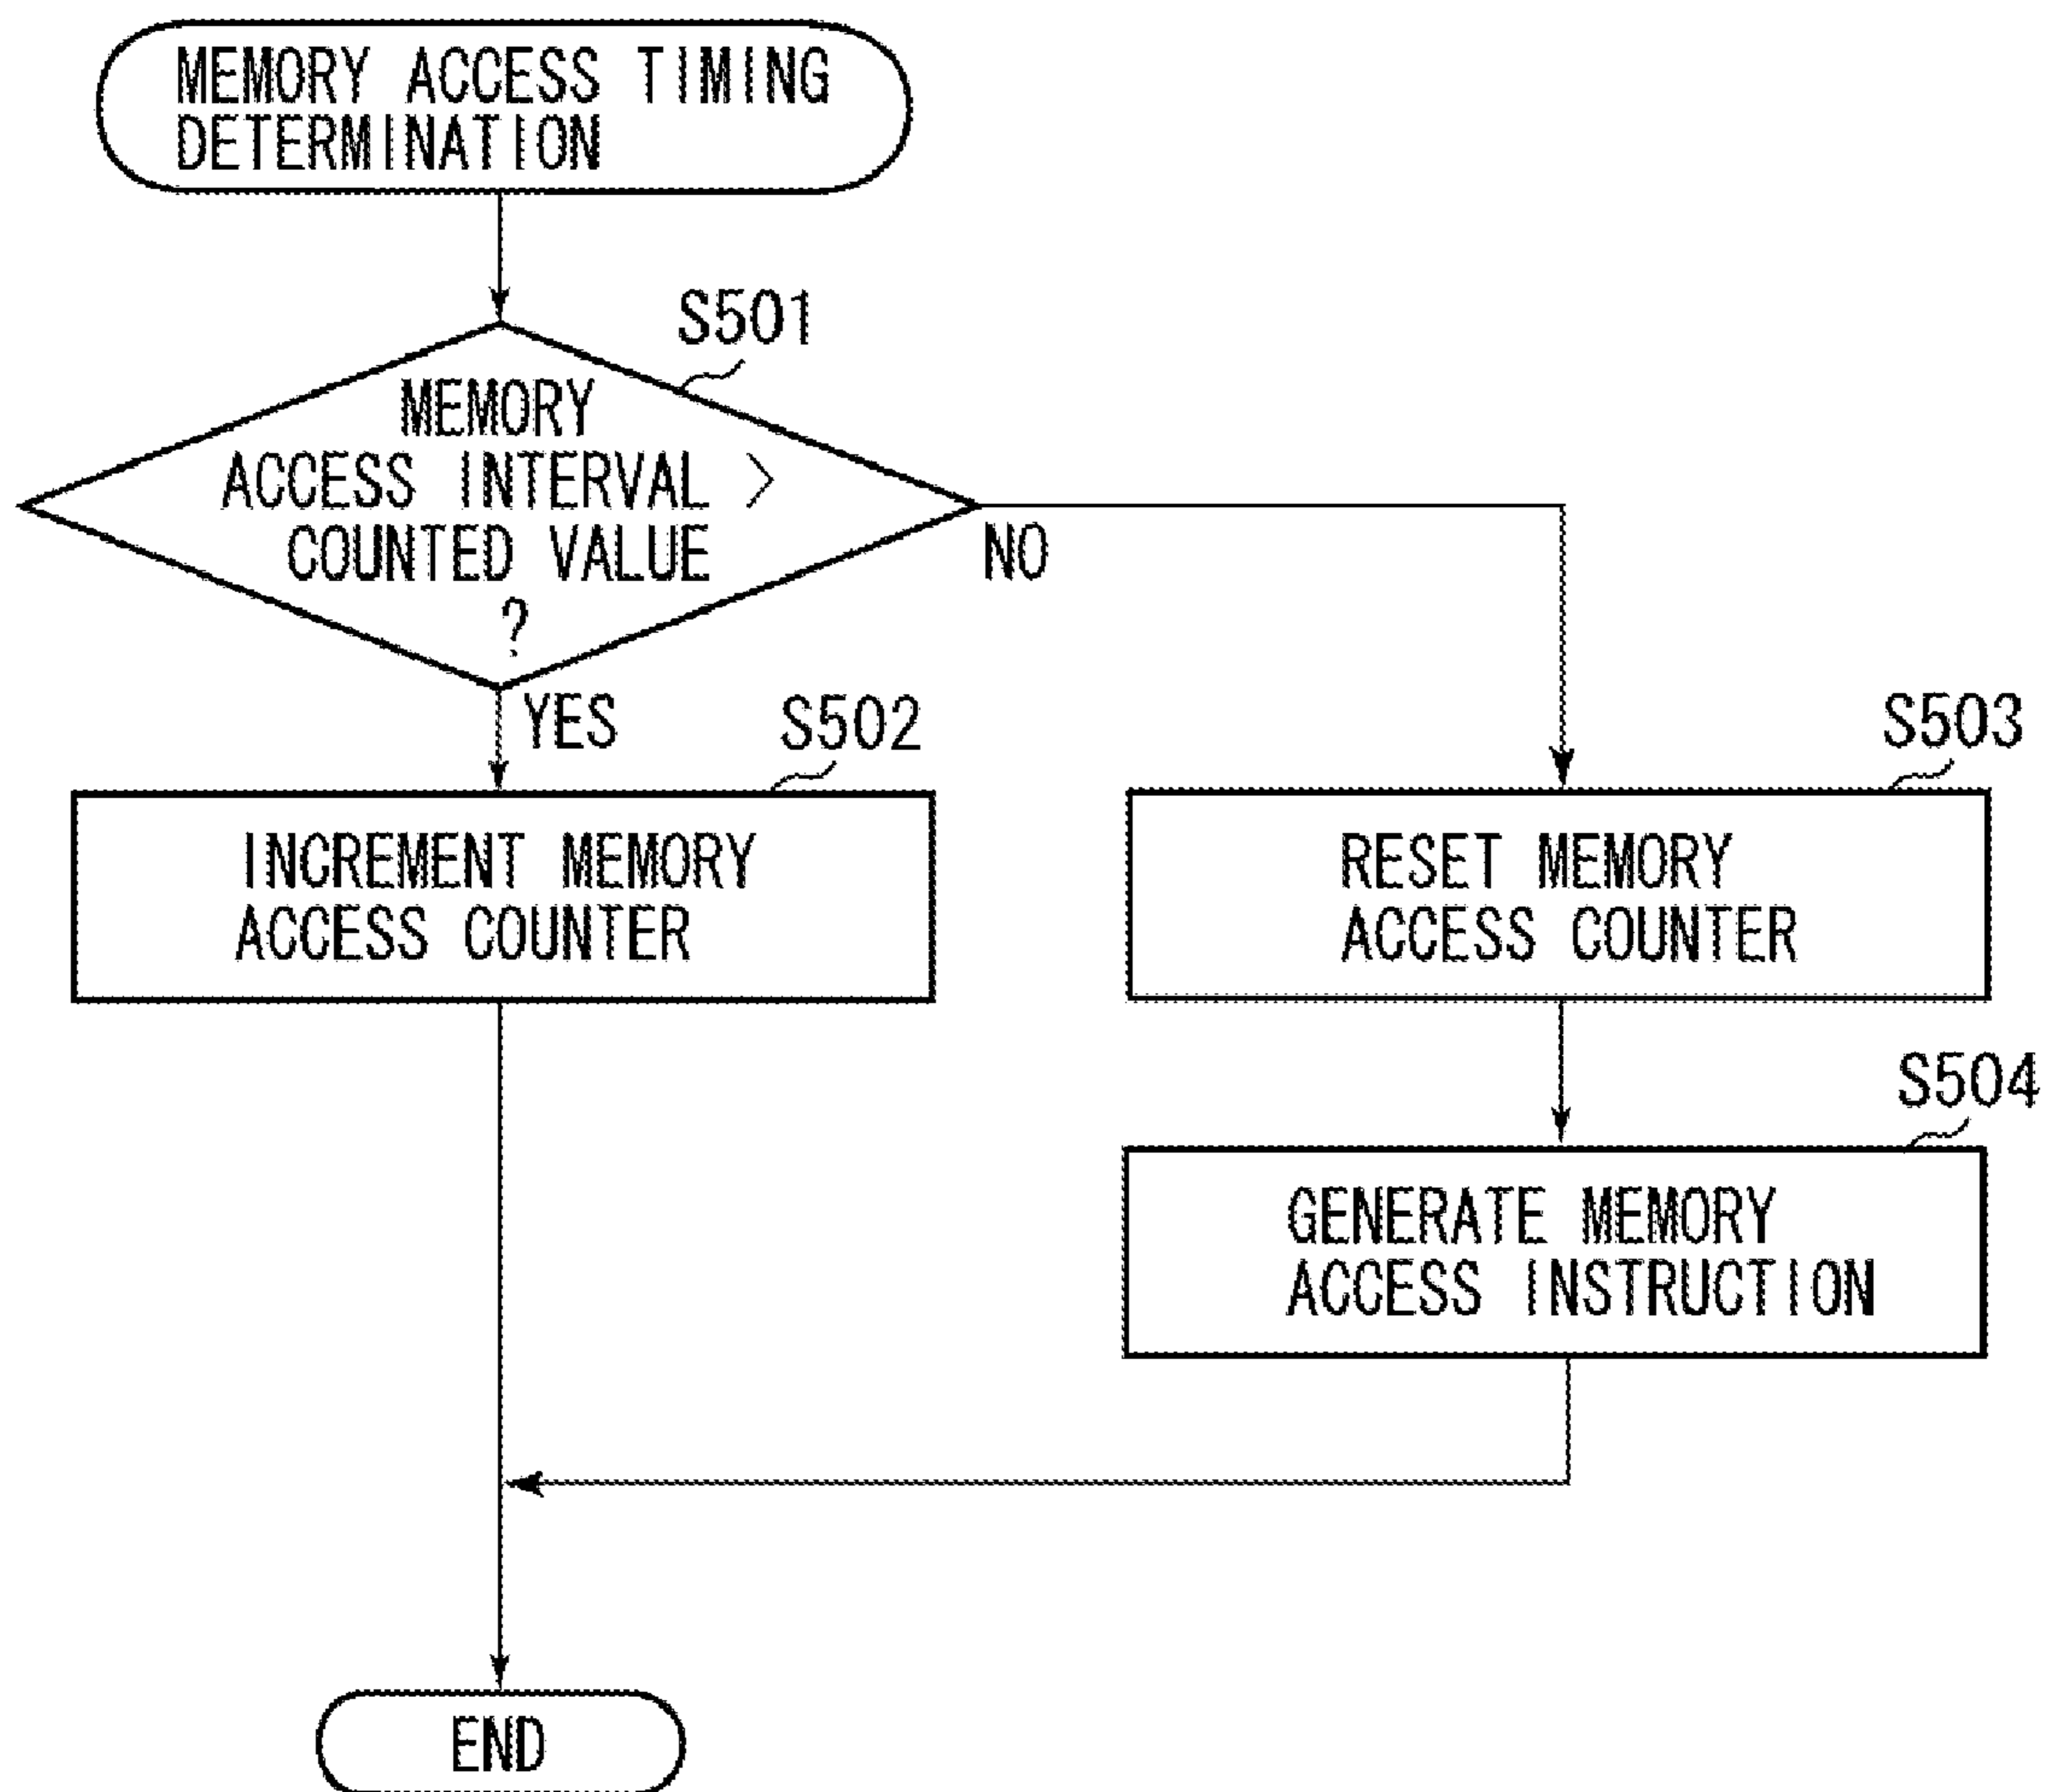 MEMORY ACCESS TIMING
DETERMINATION
S501
MEMORY
ACCESS INTERVAL >
COUNTED VALUE
?
NO
YES
S502
INCREMENT MEMORY
ACCESS COUNTER
S503
RESET MEMORY
ACCESS COUNTER
S504
GENERATE MEMORY
ACCESS INSTRUCTION
END